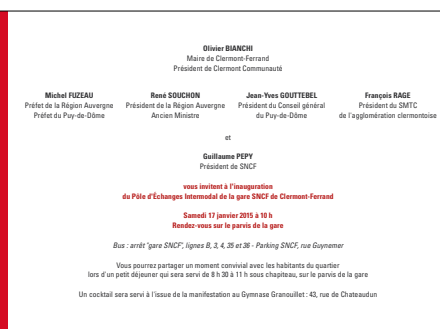 Olivier BIANCHI
Maire de Clermont-Ferrand
Président de Clermont Communauté
Michel FUZEAU
Préfet de la Région Auvergne
Préfet du Puy-de-Dôme
René SOUCHON
Président de la Région Auvergne
Ancien Ministre
Jean-Yves GOUTTEBEL
Président du Conseil général
du Puy-de-Dôme
François RAGE
Président du SMTC
de l'agglomération clermontoise
et
Guillaume PEPY
Président de SNCF
vous invitent à l'inauguration
du Pôle d'Échanges Intermodal de la gare SNCF de Clermont-Ferrand
Samedi 17 janvier 2015 à 10 h
Rendez-vous sur le parvis de la gare
Bus : arrêt "gare SNCF", lignes B, 3, 4, 35 et 36 - Parking SNCF, rue Guynemer
Vous pourrez partager un moment convivial avec les habitants du quartier
lors d'un petit déjeuner qui sera servi de 8 h 30 à 11 h sous chapiteau, sur le parvis de la gare
Un cocktail sera servi à l'issue de la manifestation au Gymnase Granouillet : 43, rue de Chateaudun